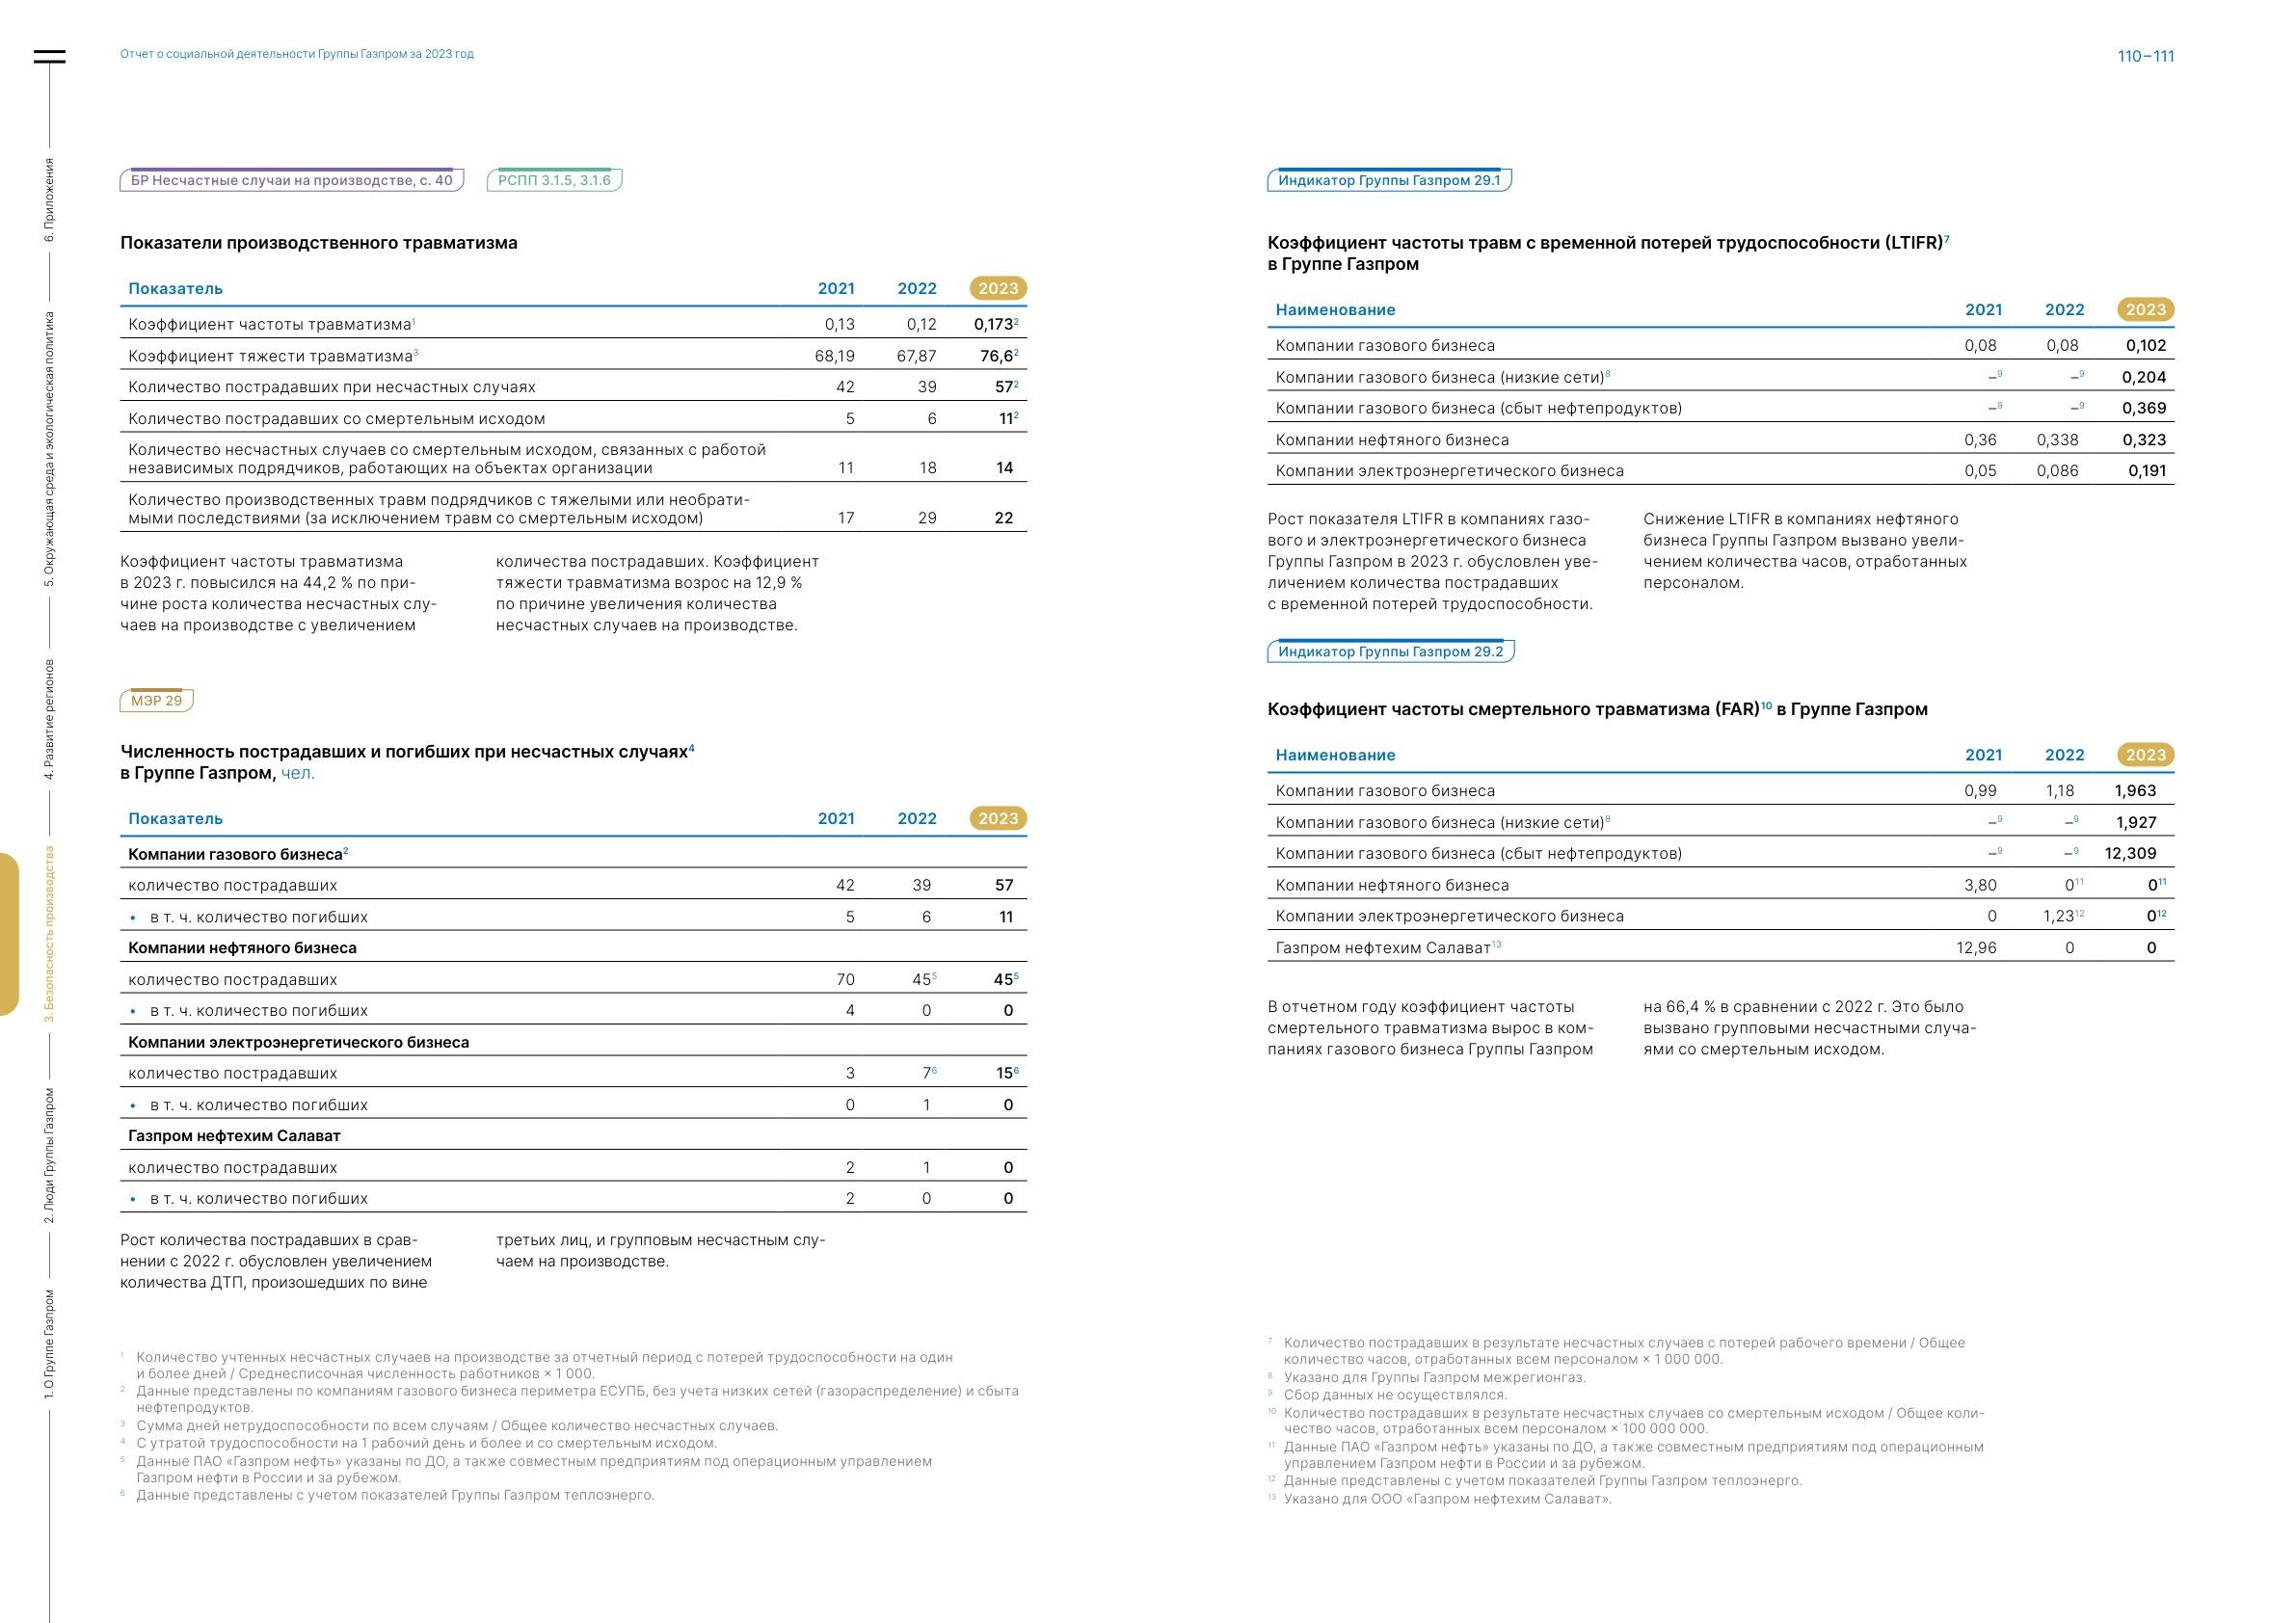 Отчет о социальной деятельности Группы Газпром за 2023 год
110–111
6. Приложения
5. Окружающая среда и экологическая политика
4. Развитие регионов
3. Безопасность производства
2. Люди Группы Газпром
1. О Группе Газпром
БР Несчастные случаи на производстве, с. 40
РСПП 3.1.5, 3.1.6
Показатели производственного травматизма
Показатель 2021 2022 2023
Коэффициент частоты травматизма¹ 0,13 0,12 0,173²
Коэффициент тяжести травматизма³ 68,19 67,87 76,6²
Количество пострадавших при несчастных случаях 42 39 57²
Количество пострадавших со смертельным исходом 5 6 11²
Количество несчастных случаев со смертельным исходом, связанных с работой
независимых подрядчиков, работающих на объектах организации 11 18 14
Количество производственных травм подрядчиков с тяжелыми или необрати-
мыми последствиями (за исключением травм со смертельным исходом) 17 29 22
Коэффициент частоты травматизма
в 2023 г. повысился на 44,2 % по при-
чине роста количества несчастных слу-
чаев на производстве с увеличением
количества пострадавших. Коэффициент
тяжести травматизма возрос на 12,9 %
по причине увеличения количества
несчастных случаев на производстве.
МЭР 29
Численность пострадавших и погибших при несчастных случаях⁴
в Группе Газпром, чел.
Показатель 2021 2022 2023
Компании газового бизнеса²
количество пострадавших 42 39 57
• в т. ч. количество погибших 5 6 11
Компании нефтяного бизнеса
количество пострадавших 70 45⁵ 45⁵
• в т. ч. количество погибших 4 0 0
Компании электроэнергетического бизнеса
количество пострадавших 3 7⁶ 15⁶
• в т. ч. количество погибших 0 1 0
Газпром нефтехим Салават
количество пострадавших 2 1 0
• в т. ч. количество погибших 2 0 0
Рост количества пострадавших в срав-
нении с 2022 г. обусловлен увеличением
количества ДТП, произошедших по вине
третьих лиц, и групповым несчастным слу-
чаем на производстве.
¹ Количество учтенных несчастных случаев на производстве за отчетный период с потерей трудоспособности на один
и более дней / Среднесписочная численность работников × 1 000.
² Данные представлены по компаниям газового бизнеса периметра ЕСУПБ, без учета низких сетей (газораспределение) и сбыта
нефтепродуктов.
³ Сумма дней нетрудоспособности по всем случаям / Общее количество несчастных случаев.
⁴ С утратой трудоспособности на 1 рабочий день и более и со смертельным исходом.
⁵ Данные ПАО «Газпром нефть» указаны по ДО, а также совместным предприятиям под операционным управлением
Газпром нефти в России и за рубежом.
⁶ Данные представлены с учетом показателей Группы Газпром теплоэнерго.
Индикатор Группы Газпром 29.1
Коэффициент частоты травм с временной потерей трудоспособности (LTIFR)⁷
в Группе Газпром
Наименование 2021 2022 2023
Компании газового бизнеса 0,08 0,08 0,102
Компании газового бизнеса (низкие сети)⁸ –⁹ –⁹ 0,204
Компании газового бизнеса (сбыт нефтепродуктов) –⁹ –⁹ 0,369
Компании нефтяного бизнеса 0,36 0,338 0,323
Компании электроэнергетического бизнеса 0,05 0,086 0,191
Рост показателя LTIFR в компаниях газо-
вого и электроэнергетического бизнеса
Группы Газпром в 2023 г. обусловлен уве-
личением количества пострадавших
с временной потерей трудоспособности.
Снижение LTIFR в компаниях нефтяного
бизнеса Группы Газпром вызвано увели-
чением количества часов, отработанных
персоналом.
Индикатор Группы Газпром 29.2
Коэффициент частоты смертельного травматизма (FAR)¹⁰ в Группе Газпром
Наименование 2021 2022 2023
Компании газового бизнеса 0,99 1,18 1,963
Компании газового бизнеса (низкие сети)⁸ –⁹ –⁹ 1,927
Компании газового бизнеса (сбыт нефтепродуктов) –⁹ –⁹ 12,309
Компании нефтяного бизнеса 3,80 0¹¹ 0¹¹
Компании электроэнергетического бизнеса 0 1,23¹² 0¹²
Газпром нефтехим Салават¹³ 12,96 0 0
В отчетном году коэффициент частоты
смертельного травматизма вырос в ком-
паниях газового бизнеса Группы Газпром
на 66,4 % в сравнении с 2022 г. Это было
вызвано групповыми несчастными случа-
ями со смертельным исходом.
⁷ Количество пострадавших в результате несчастных случаев с потерей рабочего времени / Общее
количество часов, отработанных всем персоналом × 1 000 000.
⁸ Указано для Группы Газпром межрегионгаз.
⁹ Сбор данных не осуществлялся.
¹⁰ Количество пострадавших в результате несчастных случаев со смертельным исходом / Общее коли-
чество часов, отработанных всем персоналом × 100 000 000.
¹¹ Данные ПАО «Газпром нефть» указаны по ДО, а также совместным предприятиям под операционным
управлением Газпром нефти в России и за рубежом.
¹² Данные представлены с учетом показателей Группы Газпром теплоэнерго.
¹³ Указано для ООО «Газпром нефтехим Салават».